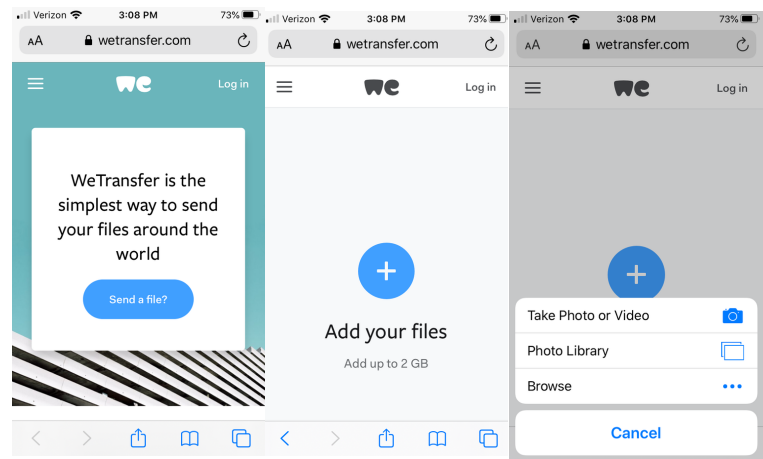 Verizon 3:08 PM 73%
AA wetransfer.com
we Log in
WeTransfer is the
simplest way to send
your files around the
world
Send a file?
Verizon 3:08 PM 73%
AA wetransfer.com
we Log in
Add your files
Add up to 2 GB
Verizon 3:08 PM 73%
AA wetransfer.com
we Log in
Take Photo or Video
Photo Library
Browse
Cancel